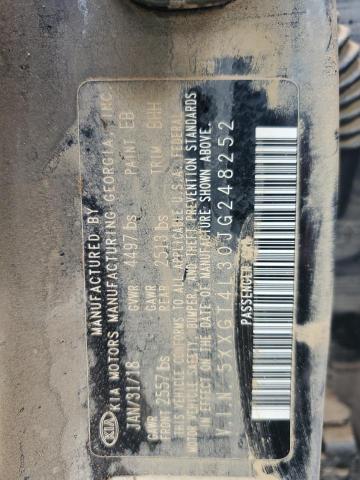 KIA
MANUFACTURED BY
KIA MOTORS MANUFACTURING GEORGIA, INC.
JAN/31/18 GVWR 4497 lbs PAINT EB
GAWR FRONT 2557 lbs GAWR REAR 2513 lbs TRIM BHH
THIS VEHICLE CONFORMS TO ALL APPLICABLE U.S.A. FEDERAL
MOTOR VEHICLE SAFETY, BUMPER, AND THEFT PREVENTION STANDARDS
IN EFFECT ON THE DATE OF MANUFACTURE SHOWN ABOVE.
V.I.N. 5XXGT4L30JG248252
PASSENGER